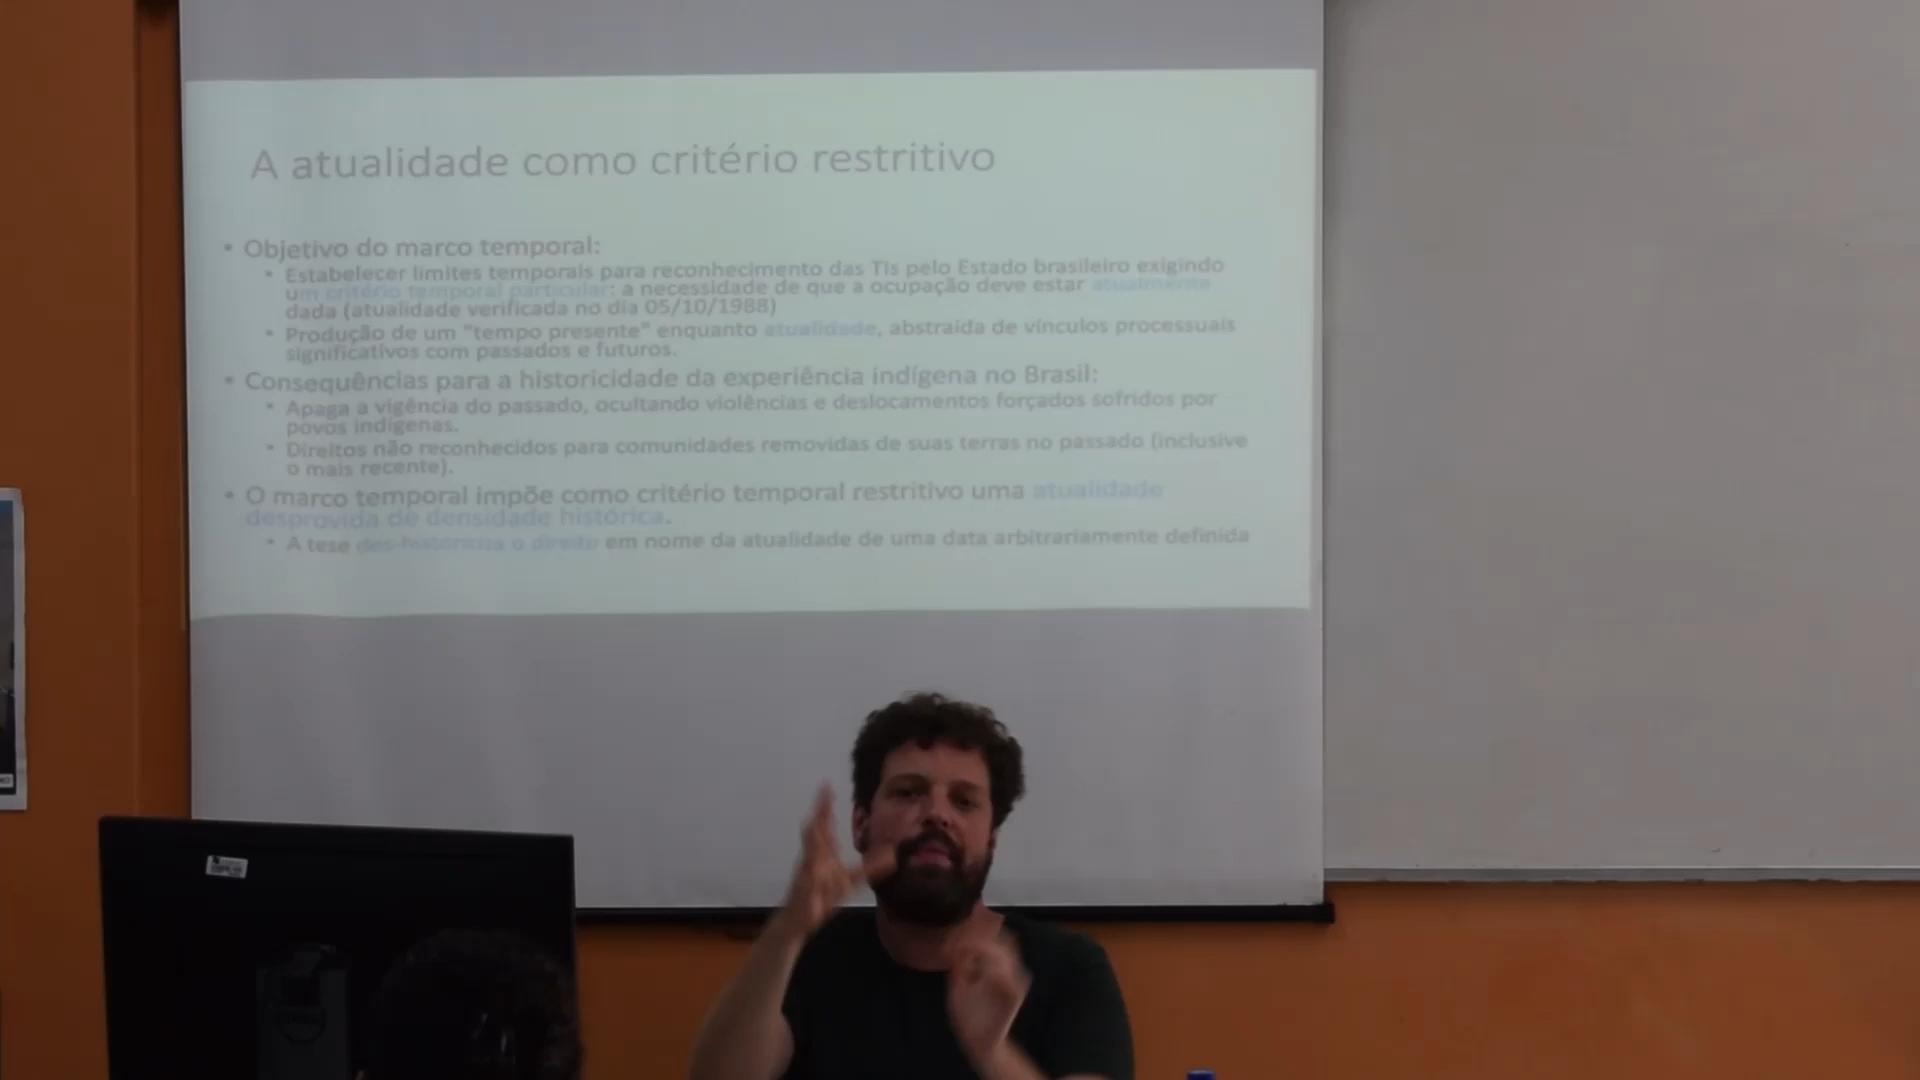 A atualidade como critério restritivo
• Objetivo do marco temporal:
• Estabelecer limites temporais para reconhecimento das TIs pelo Estado brasileiro exigindo
um critério temporal particular: a necessidade de que a ocupação deve estar atualmente
dada (atualidade verificada no dia 05/10/1988)
• Produção de um "tempo presente" enquanto atualidade, abstraída de vínculos processuais
significativos com passados e futuros.
• Consequências para a historicidade da experiência indígena no Brasil:
• Apaga a vigência do passado, ocultando violências e deslocamentos forçados sofridos por
povos indígenas.
• Direitos não reconhecidos para comunidades removidas de suas terras no passado (inclusive
o mais recente).
• O marco temporal impõe como critério temporal restritivo uma atualidade
desprovida de densidade histórica.
• A tese des-historiciza o direito em nome da atualidade de uma data arbitrariamente definida